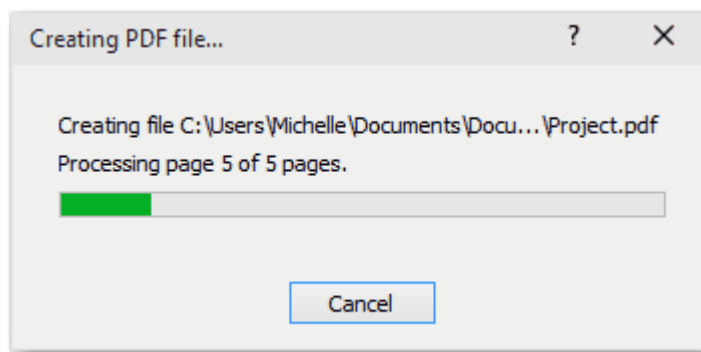 Creating PDF file... ?
Creating file C:\Users\Michelle\Documents\Docu...\Project.pdf
Processing page 5 of 5 pages.
Cancel